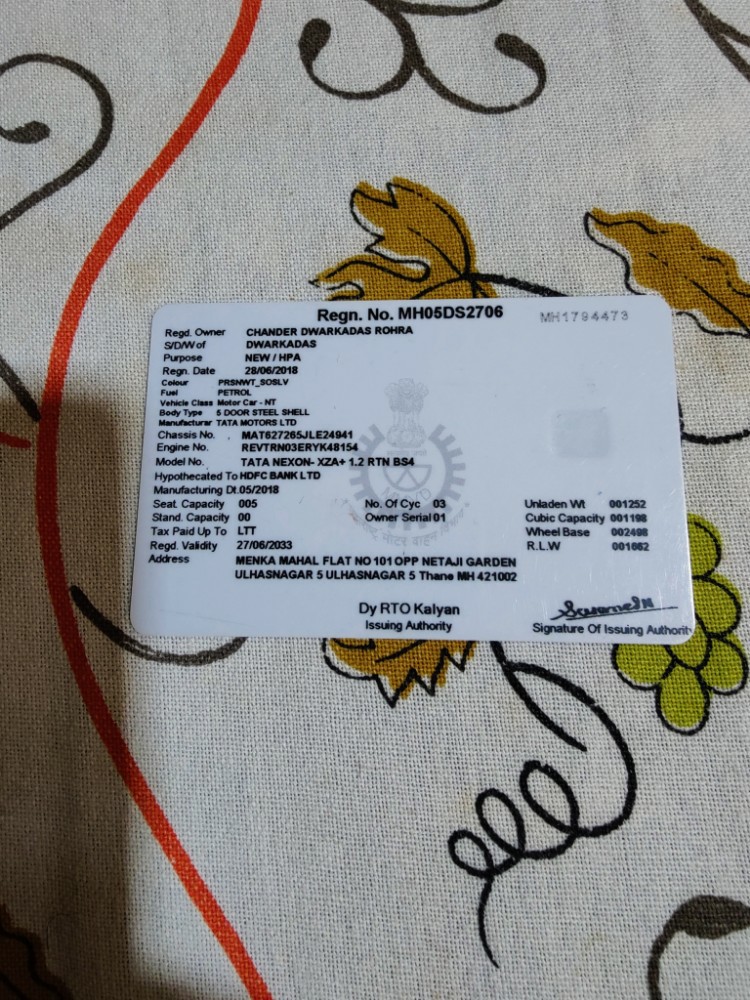 Regn. No. MH05DS2706 MH1794473
Regd. Owner CHANDER DWARKADAS ROHRA
S/D/W of DWARKADAS
Purpose NEW / HPA
Regn. Date 28/06/2018
Colour PRSNWT_SOSLV
Fuel PETROL
Vehicle Class Motor Car - NT
Body Type 5 DOOR STEEL SHELL
Manufacturar TATA MOTORS LTD
Chassis No. MAT627265JLE24941
Engine No. REVTRN03ERYK48154
Model No. TATA NEXON- XZA+ 1.2 RTN BS4
Hypothecated To HDFC BANK LTD
Manufacturing Dt. 05/2018
Seat. Capacity 005 No. Of Cyc 03 Unladen Wt 001252
Stand. Capacity 00 Owner Serial 01 Cubic Capacity 001198
Tax Paid Up To LTT Wheel Base 002498
Regd. Validity 27/06/2033 R.L.W 001662
Address MENKA MAHAL FLAT NO 101 OPP NETAJI GARDEN
ULHASNAGAR 5 ULHASNAGAR 5 Thane MH 421002
Dy RTO Kalyan
Issuing Authority
Signature Of Issuing Authorit